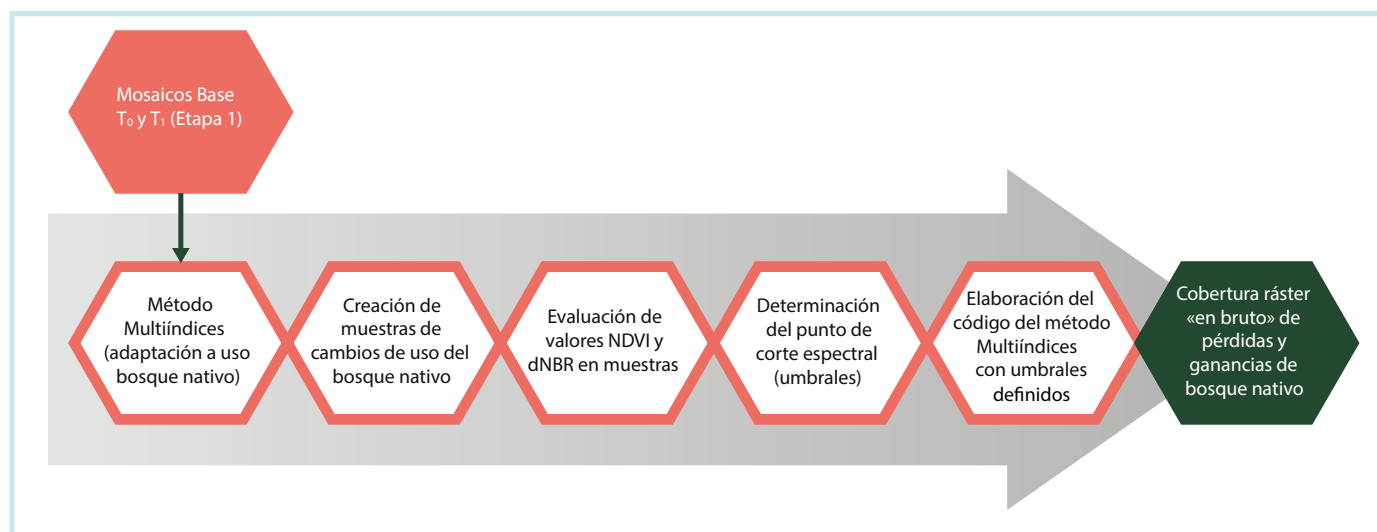 Mosaicos Base
T₀ y T₁ (Etapa 1)
Método
Multiíndices
(adaptación a uso
bosque nativo)
Creación de
muestras de
cambios de uso del
bosque nativo
Evaluación de
valores NDVI y
dNBR en muestras
Determinación
del punto de
corte espectral
(umbrales)
Elaboración del
código del método
Multiíndices
con umbrales
definidos
Cobertura ráster
«en bruto» de
pérdidas y
ganancias de
bosque nativo